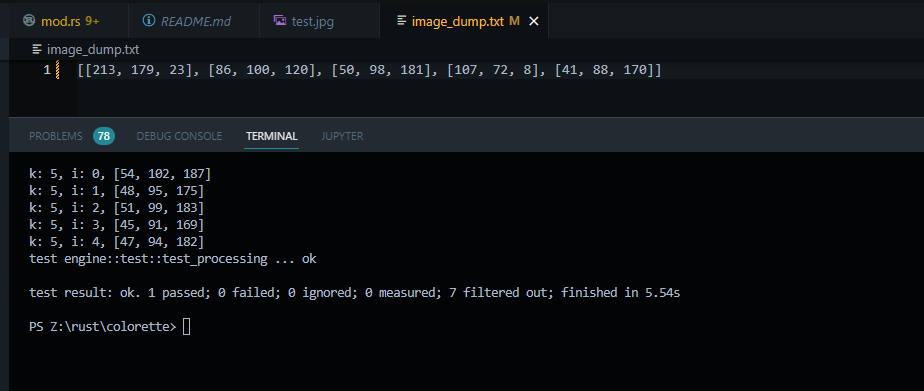 mod.rs 9+ README.md test.jpg image_dump.txt M
image_dump.txt
1 [[213, 179, 23], [86, 100, 120], [50, 98, 181], [107, 72, 8], [41, 88, 170]]
PROBLEMS 78 DEBUG CONSOLE TERMINAL JUPYTER
k: 5, i: 0, [54, 102, 187]
k: 5, i: 1, [48, 95, 175]
k: 5, i: 2, [51, 99, 183]
k: 5, i: 3, [45, 91, 169]
k: 5, i: 4, [47, 94, 182]
test engine::test::test_processing ... ok
test result: ok. 1 passed; 0 failed; 0 ignored; 0 measured; 7 filtered out; finished in 5.54s
PS Z:\rust\colorette>